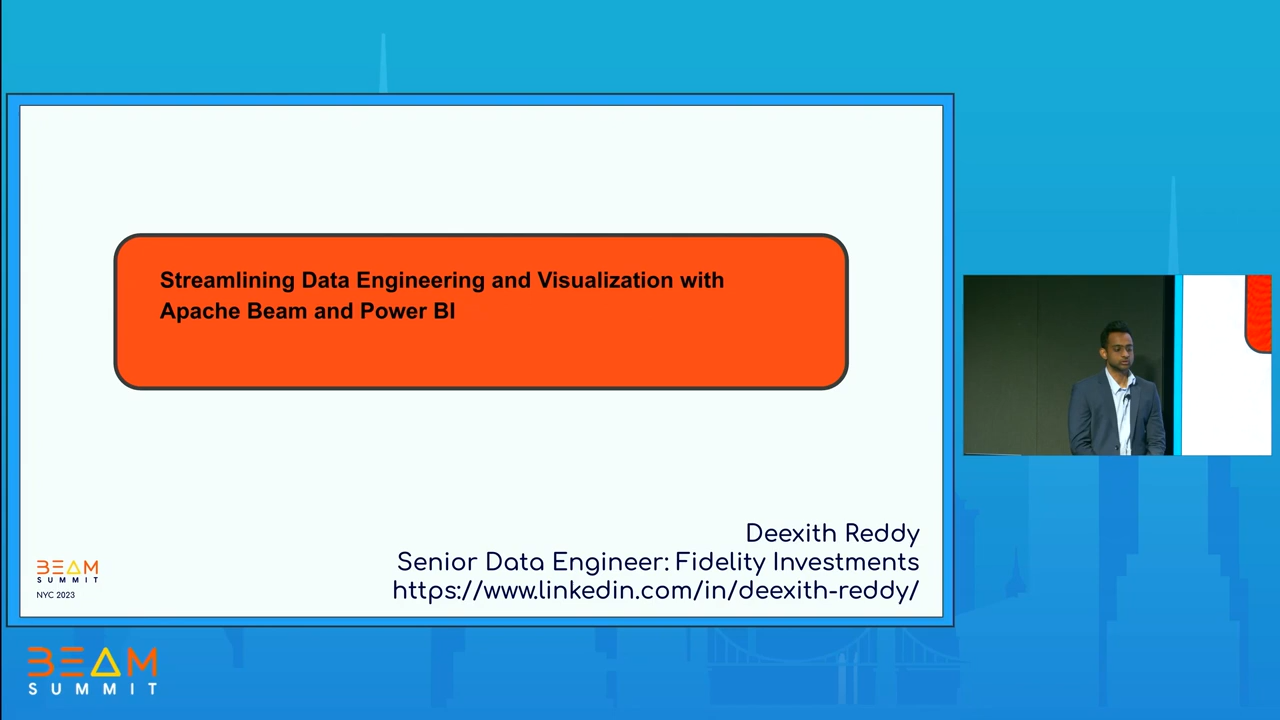 Streamlining Data Engineering and Visualization with
Apache Beam and Power BI
Deexith Reddy
Senior Data Engineer: Fidelity Investments
https://www.linkedin.com/in/deexith-reddy/
BEAM
SUMMIT
NYC 2023
BEAM
SUMMIT